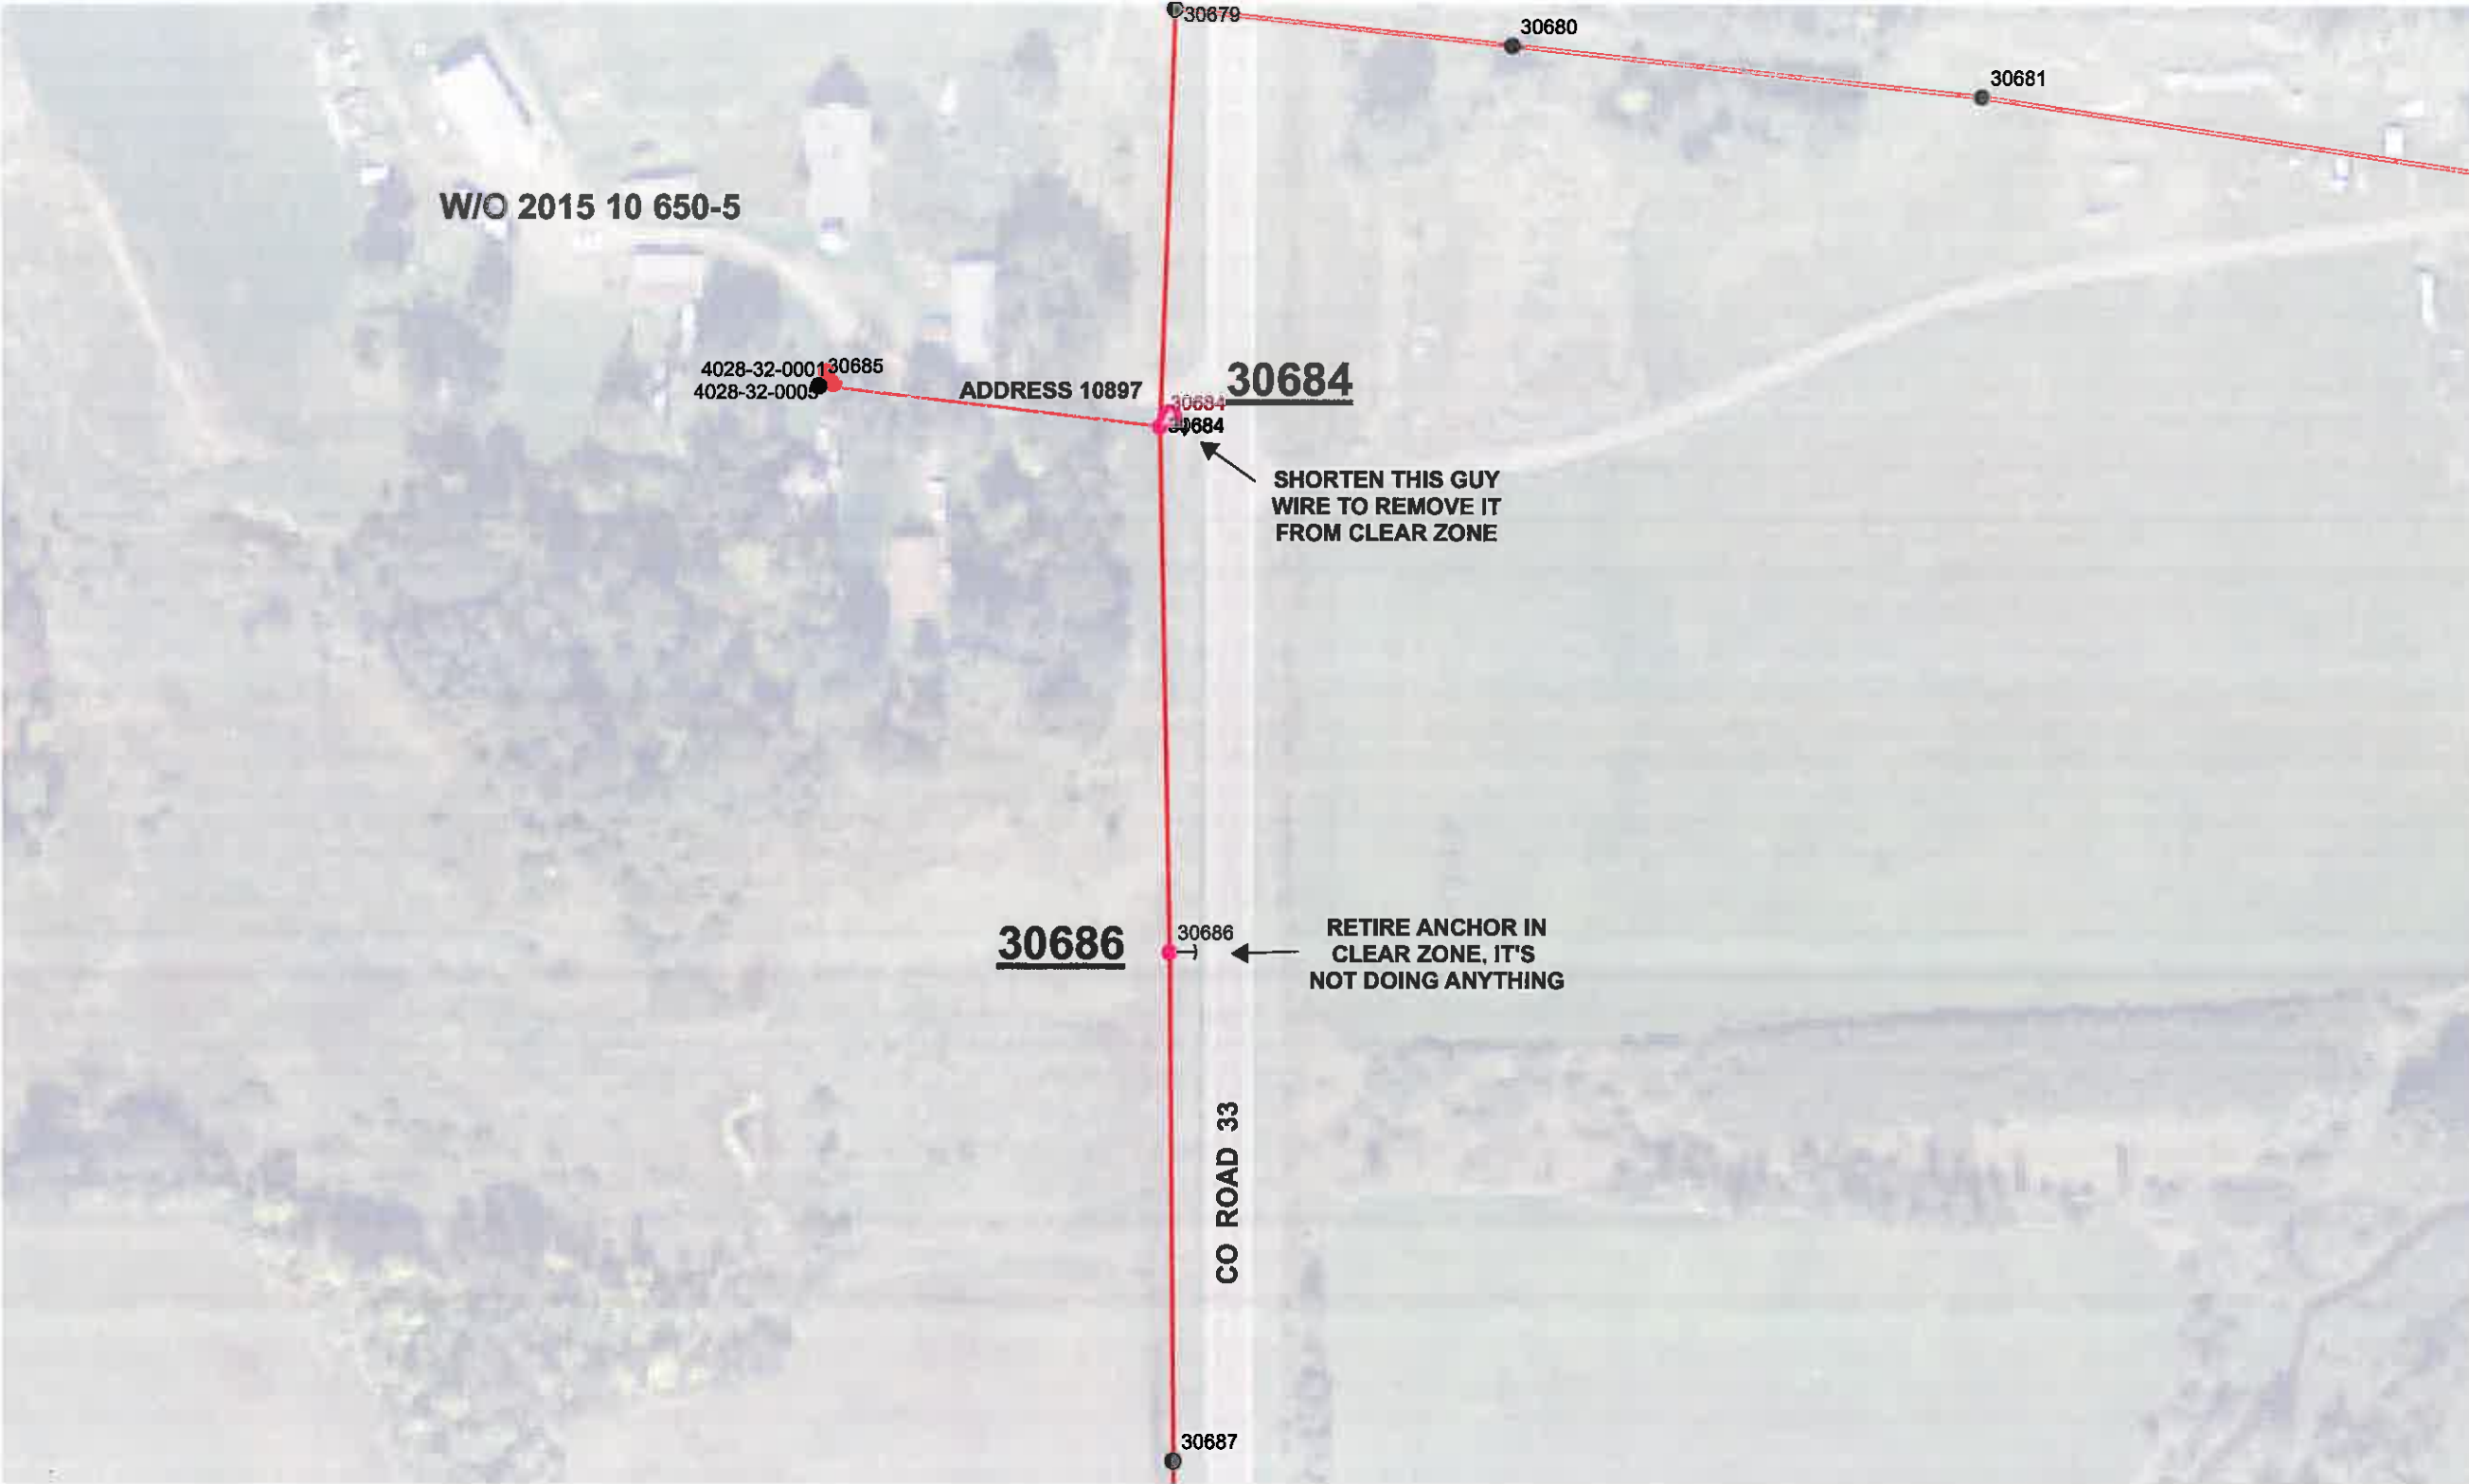 30679
30680
30681
W/O 2015 10 650-5
4028-32-0001
30685
4028-32-0005
ADDRESS 10897
30684
30684
30684
SHORTEN THIS GUY
WIRE TO REMOVE IT
FROM CLEAR ZONE
30686
30686
RETIRE ANCHOR IN
CLEAR ZONE, IT'S
NOT DOING ANYTHING
CO ROAD 33
30687